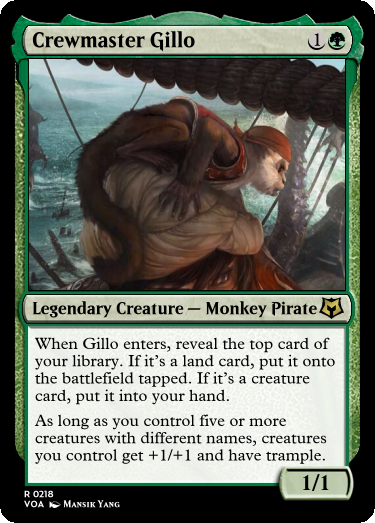 Crewmaster Gillo 1
Legendary Creature — Monkey Pirate
When Gillo enters, reveal the top card of
your library. If it's a land card, put it onto
the battlefield tapped. If it's a creature
card, put it into your hand.
As long as you control five or more
creatures with different names, creatures
you control get +1/+1 and have trample.
1/1
R 0218
VOA Mansik Yang